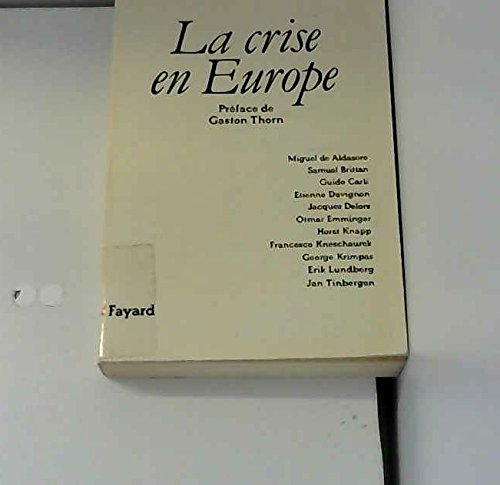 La crise
en Europe
Préface de
Gaston Thorn
Miguel de Aldasoro
Samuel Brittan
Guido Carli
Etienne Davignon
Jacques Delors
Otmar Emminger
Horst Knapp
Francesco Kneschaurek
George Krimpas
Erik Lundberg
Jan Tinbergen
Fayard